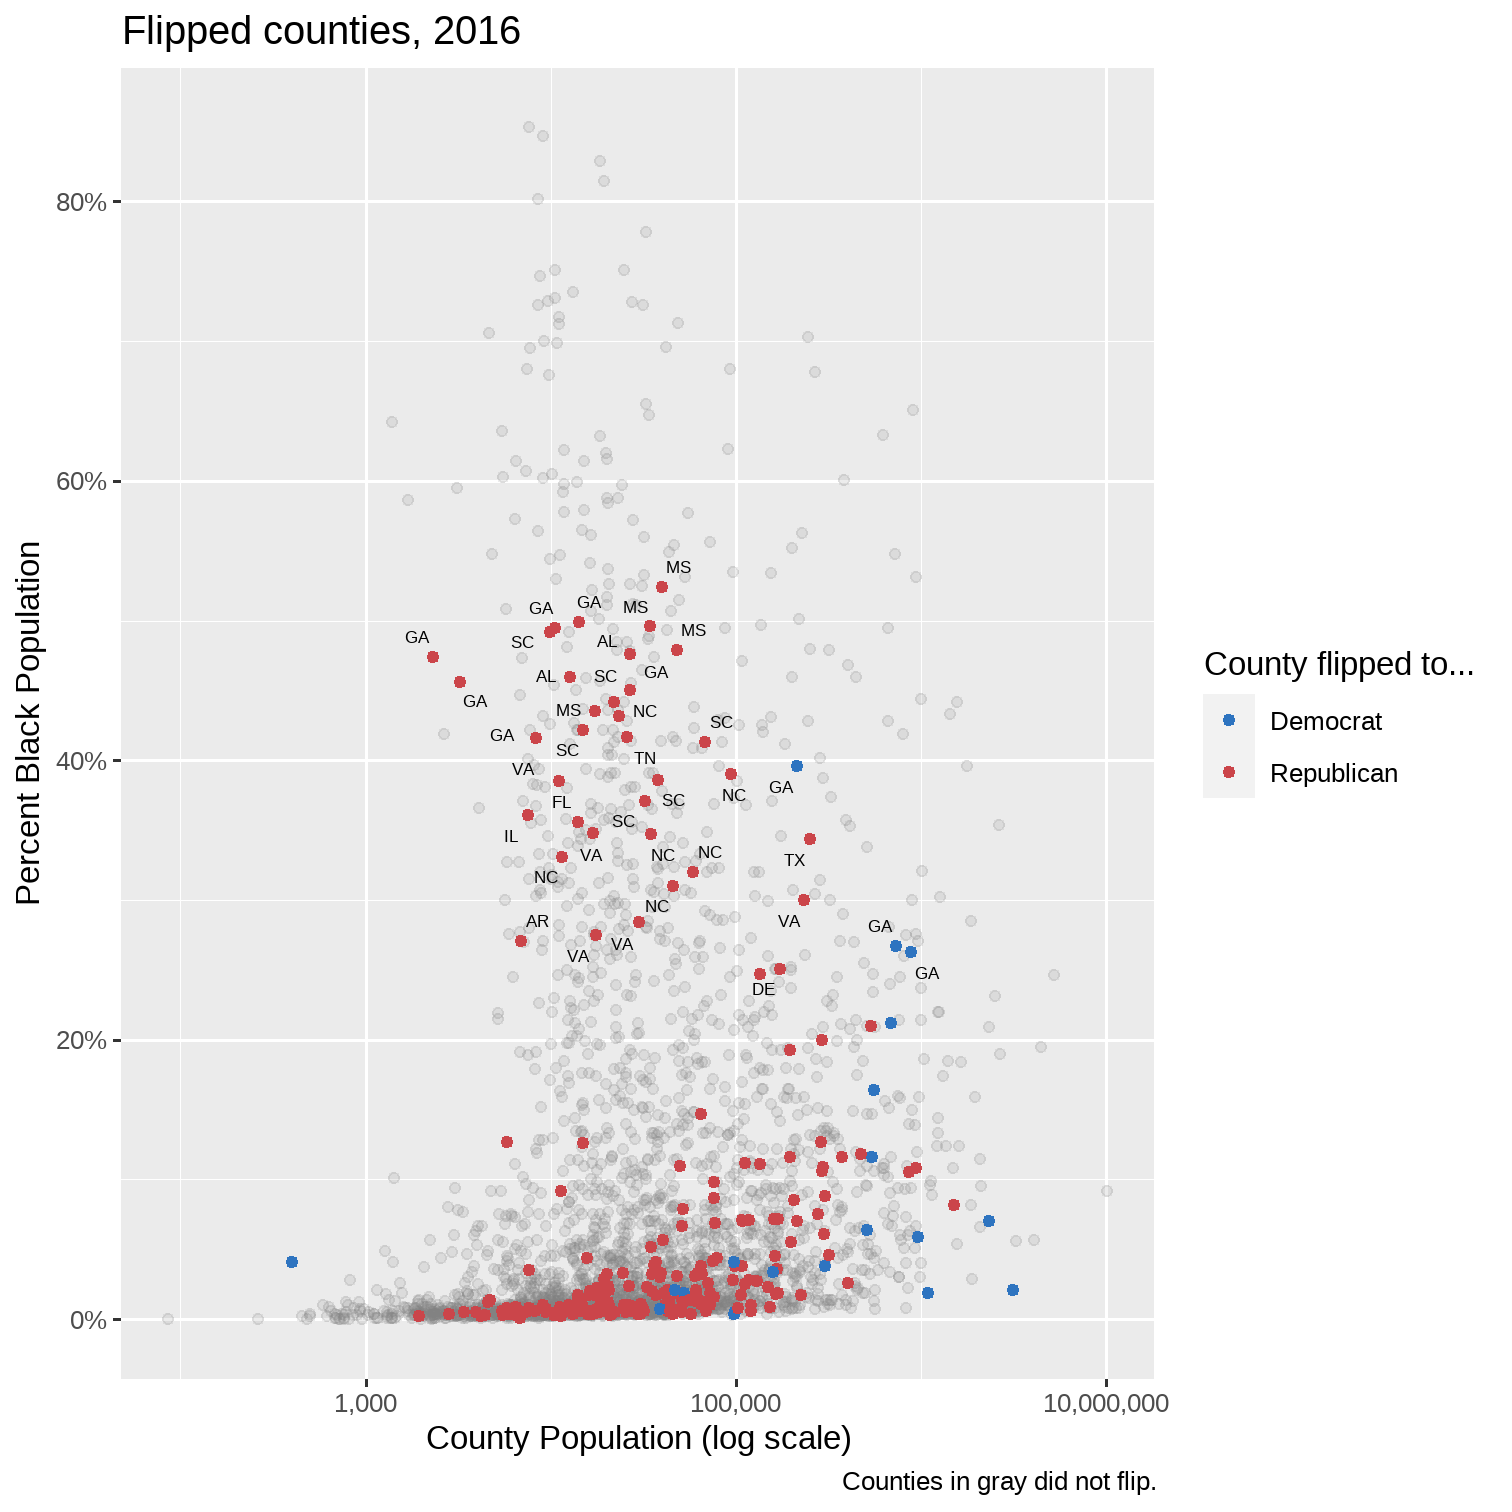 Flipped counties, 2016
Percent Black Population
80%
60%
40%
20%
0%
MS
GA
GA
MS
GA
SC
AL
MS
GA
AL
SC
GA
MS
NC
SC
GA
SC
VA
TN
GA
FL
SC
NC
IL
SC
VA
NC
NC
TX
NC
NC
AR
VA
GA
VA
VA
GA
DE
1,000
100,000
10,000,000
County Population (log scale)
Counties in gray did not flip.
County flipped to...
Democrat
Republican